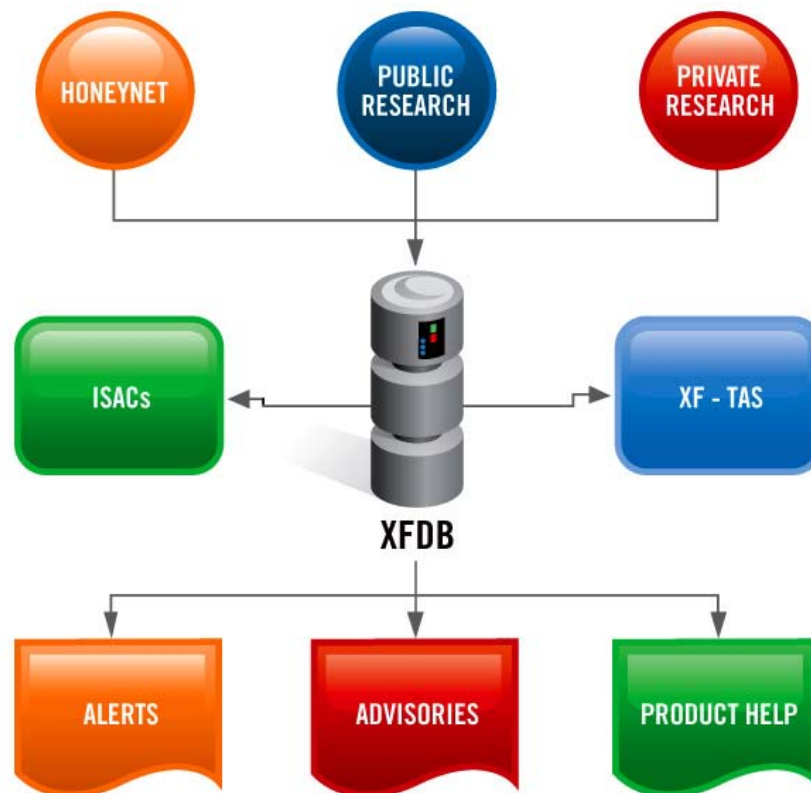 HONEYNET
PUBLIC
RESEARCH
PRIVATE
RESEARCH
ISACs
XF - TAS
XFDB
ALERTS
ADVISORIES
PRODUCT HELP